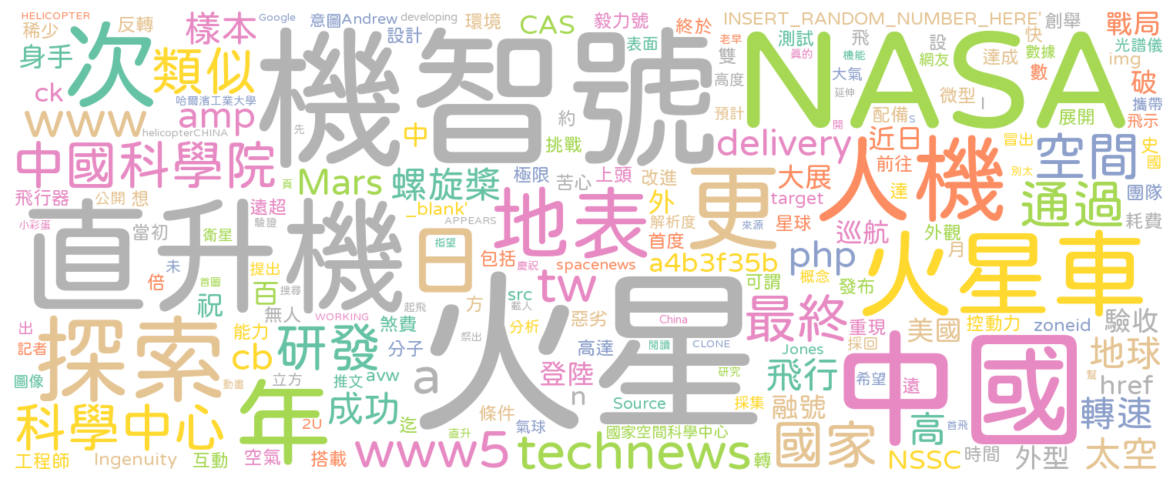 HELICOPTER
稀少
反轉
樣本
Google
意圖Andrew
developing
設計
環境
CAS
毅力號
表面
終於
老早
雙
高度
INSERT_RANDOM_NUMBER_HERE'
創舉
戰局
測試
真的
飛
機能
設
快
達成
網友
數據
光譜儀
img
身手
次
類似
機智號
NASA
大氣
延伸
微型
數
破
攜帶
ck
哈爾濱工業大學
amp
預計
配備
s
l
展開
飛示
www
helicopterCHINA
先
中
約
挑戰
delivery
近日
前往
冒出
別太
空間
史
國
中國科學院
頁
Mars
螺旋槳
極限
苦心
上頭
改進
外
大展
target
人機
達
通過
團隊
耗費
飛行器
公開
想
遠超
_blank'
APPEARS
地表
更
解析度
星球
來源
巡航
外觀
月
小彩蛋
當初
驗證
衛星
直升機
日
指望
慶祝
包括
首度
spacenews
a4b3f35b
php
概念
火星車
倍
未
首圖
提出
百
搜尋
祝
起飛
載人
tw
方
src
火星
可謂
發布
出
記者
無人
WORKING
煞費
分析
惡劣
China
閱讀
CLONE
最終
重現
採回
美國
控動力
zoneid
驗收
探索
能力
cb
研發
分子
祭出
高達
研究
Jones
希望
遠
中國
地球
幫
圖像
動畫
立方
推文
avw
a
登陸
n
飛行
href
科學中心
年
2U
成功
條件
Source
採集
融號
首飛
高
轉速
迄
氣球
國家空間科學中心
工程師
Ingenuity
互動
空氣
搭載
www5
直升
technews
轉
國家
NSSC
時間
外型
太空